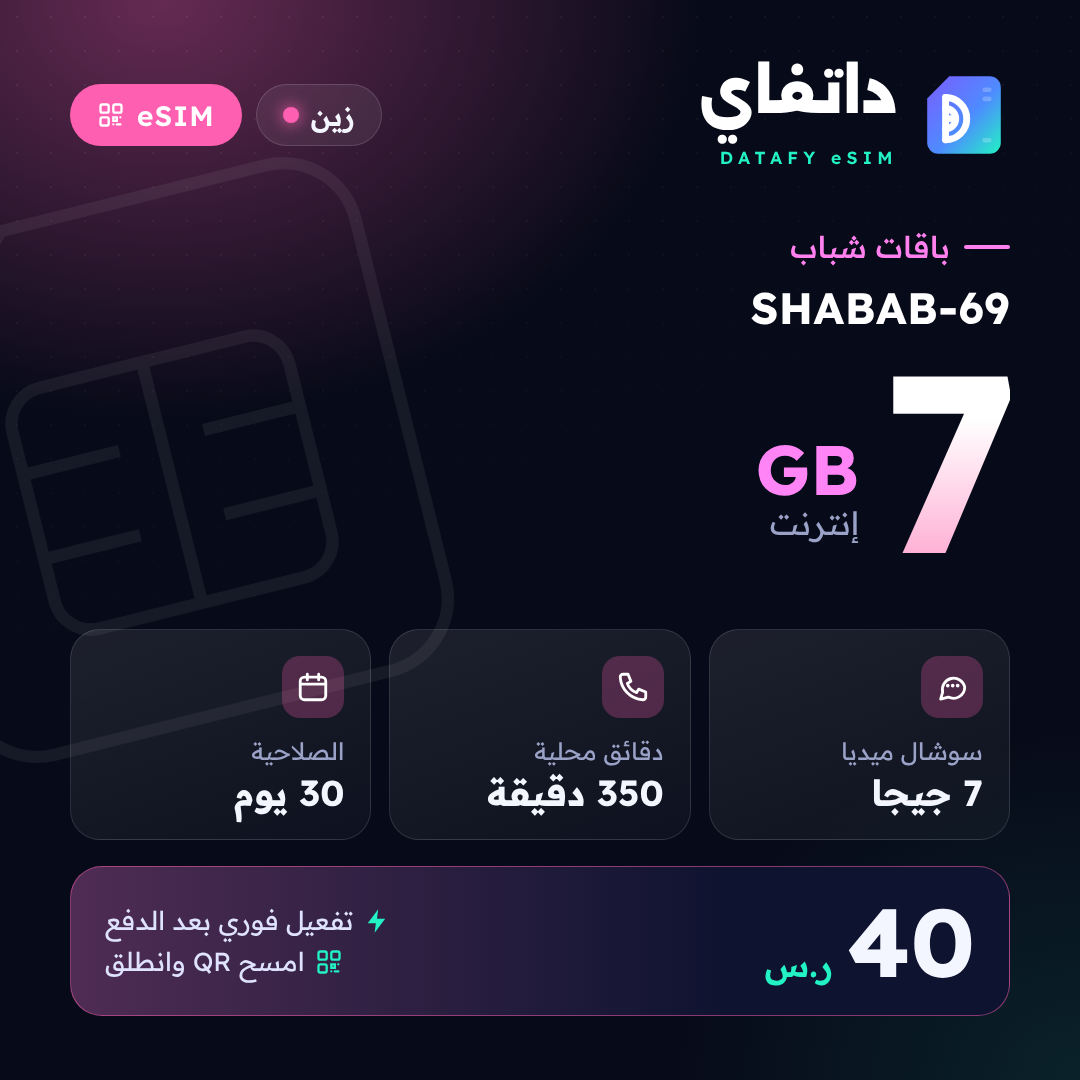 داتفاي
DATAFY eSIM
زين
eSIM
باقات شباب
SHABAB-69
7
GB
إنترنت
سوشال ميديا
7 جيجا
دقائق محلية
350 دقيقة
الصلاحية
30 يوم
40 ر.س
تفعيل فوري بعد الدفع
امسح QR وانطلق